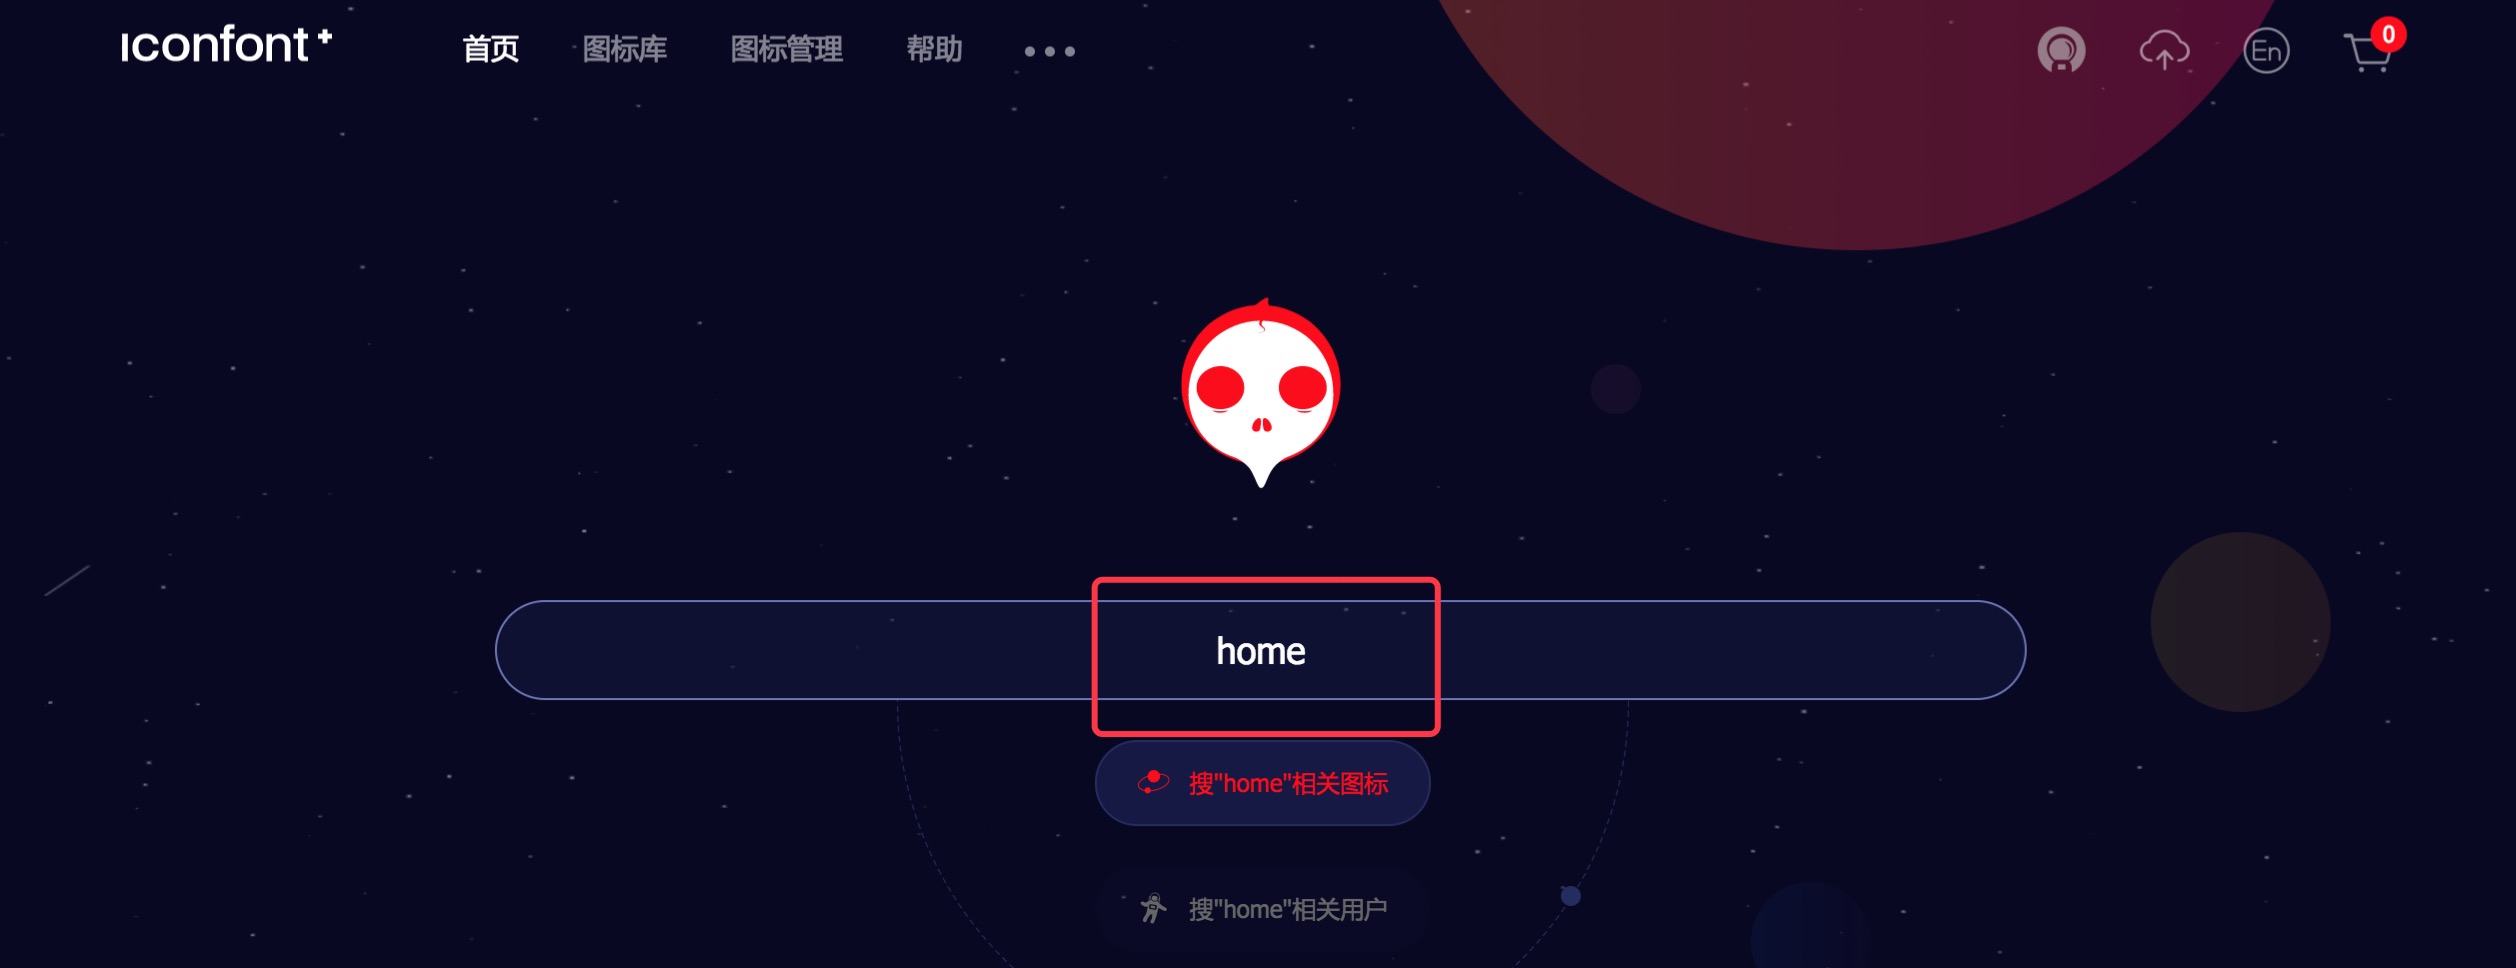 iconfont+
首页 图标库 图标管理 帮助
En
0
home
搜"home"相关图标
搜"home"相关用户